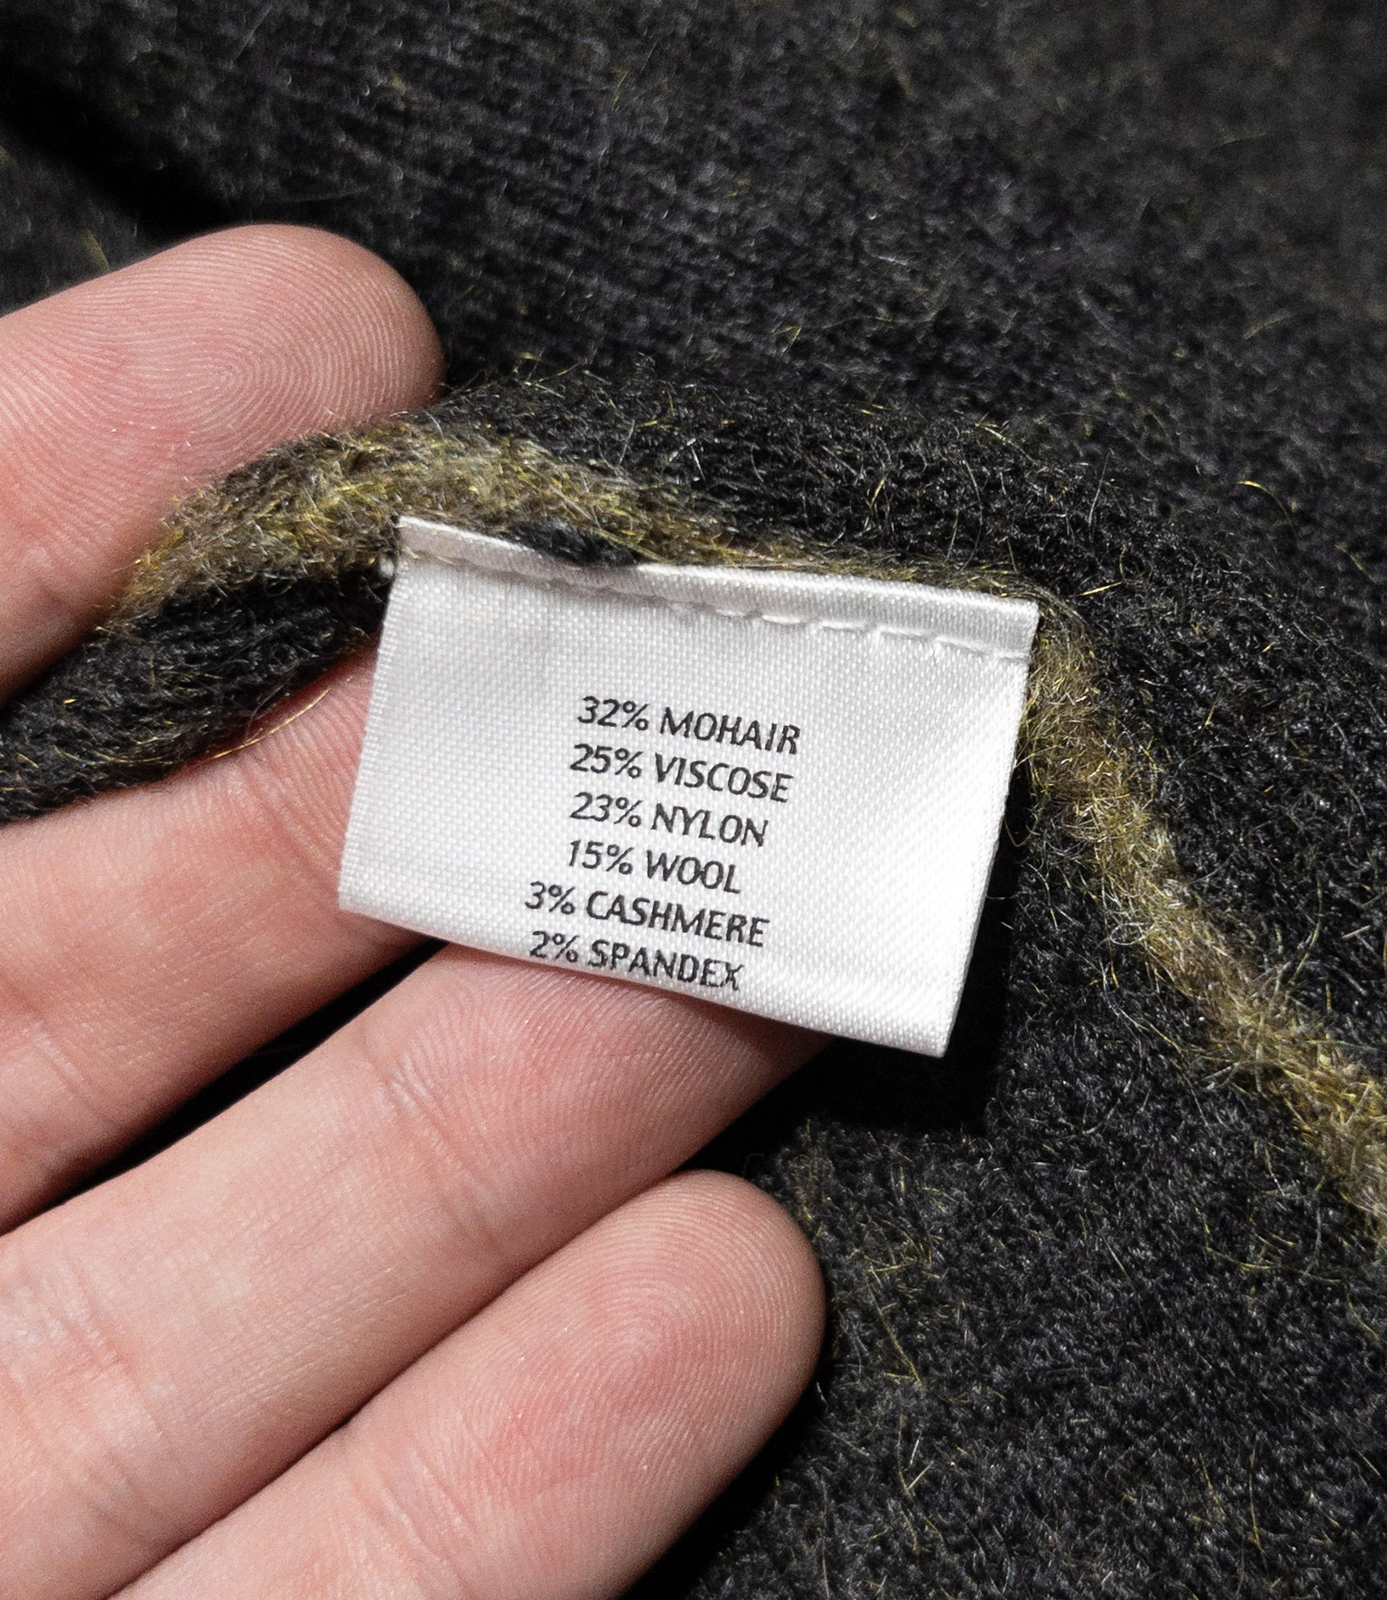 32% MOHAIR
25% VISCOSE
23% NYLON
15% WOOL
3% CASHMERE
2% SPANDEX